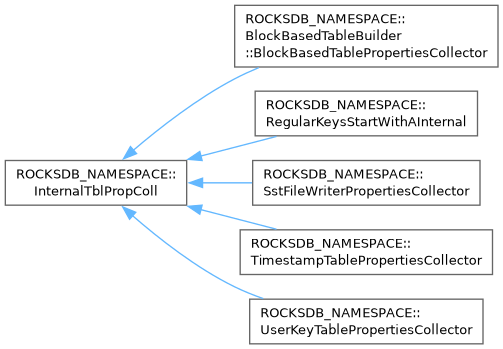 ROCKSDB_NAMESPACE::
BlockBasedTableBuilder
::BlockBasedTablePropertiesCollector
ROCKSDB_NAMESPACE::
RegularKeysStartWithAInternal
ROCKSDB_NAMESPACE::
InternalTblPropColl
ROCKSDB_NAMESPACE::
SstFileWriterPropertiesCollector
ROCKSDB_NAMESPACE::
TimestampTablePropertiesCollector
ROCKSDB_NAMESPACE::
UserKeyTablePropertiesCollector